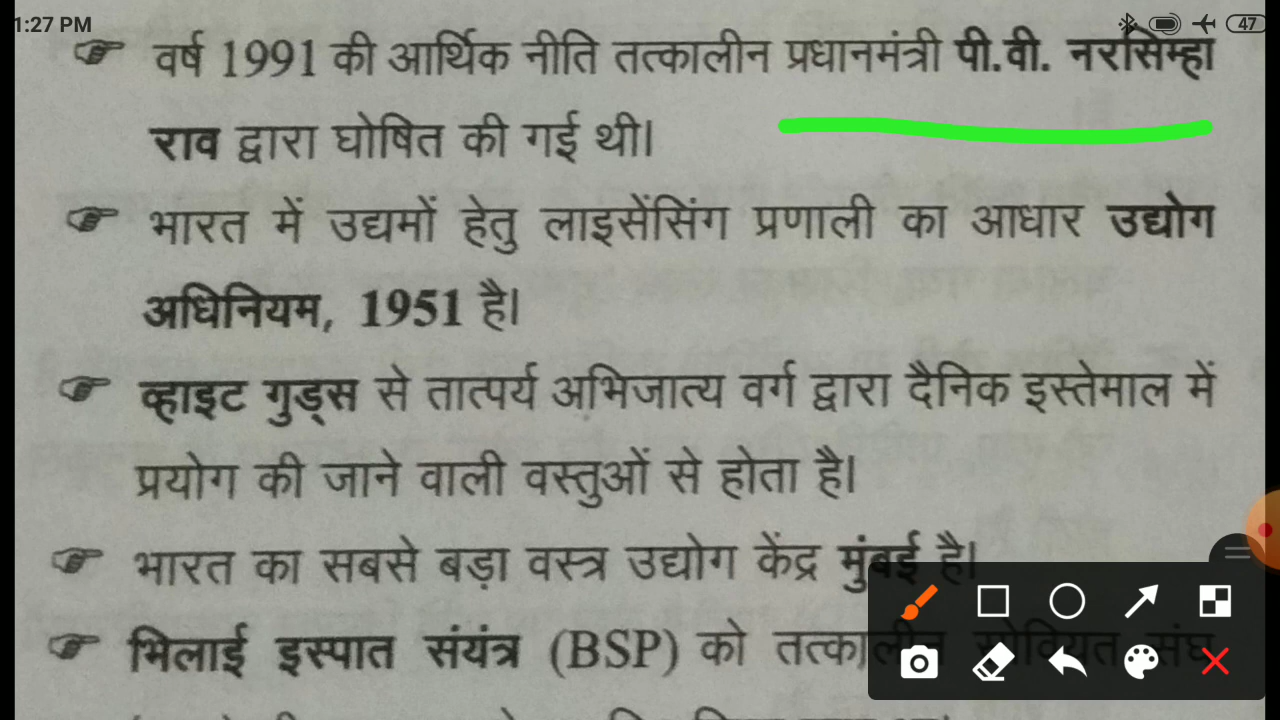 1:27 PM
47
☞ वर्ष 1991 की आर्थिक नीति तत्कालीन प्रधानमंत्री पी.वी. नरसिम्हा
राव द्वारा घोषित की गई थी।
☞ भारत में उद्यमों हेतु लाइसेंसिंग प्रणाली का आधार उद्योग
अधिनियम, 1951 है।
☞ व्हाइट गुड्स से तात्पर्य अभिजात्य वर्ग द्वारा दैनिक इस्तेमाल में
प्रयोग की जाने वाली वस्तुओं से होता है।
☞ भारत का सबसे बड़ा वस्त्र उद्योग केंद्र मुंबई है।
☞ भिलाई इस्पात संयंत्र (BSP) को तत्कालीन सोवियत संघ